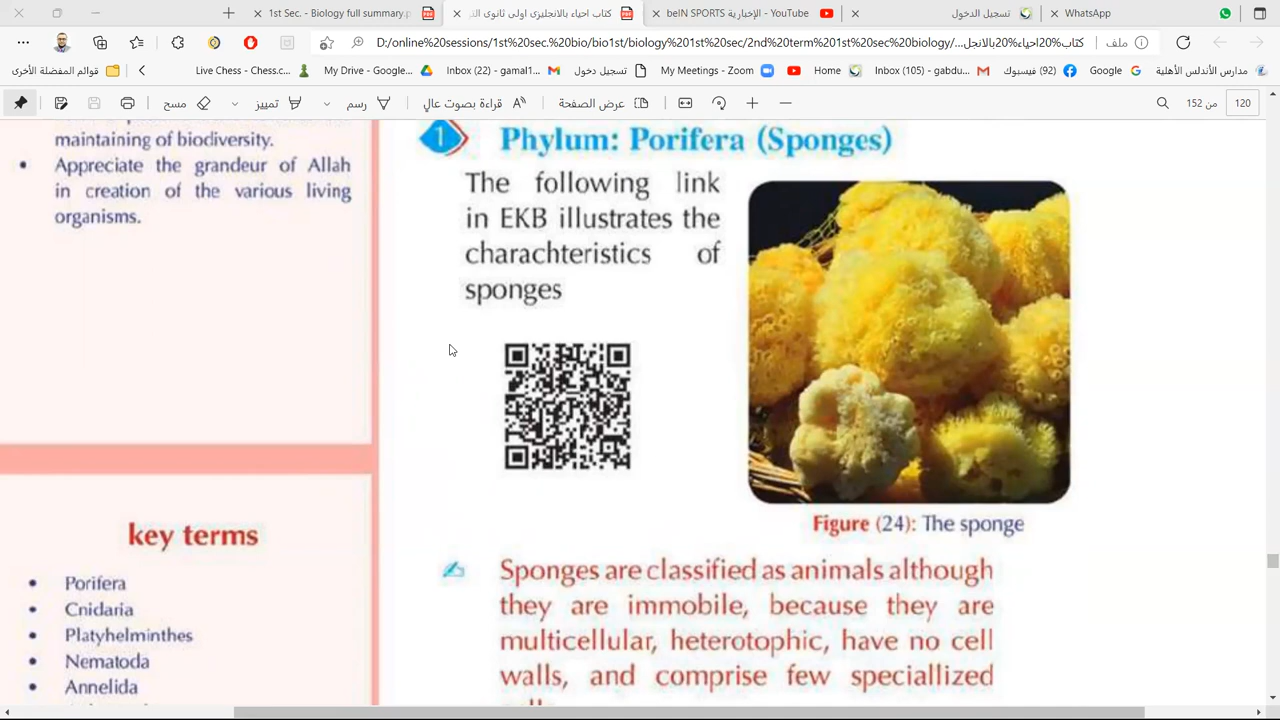 1st Sec. - Biology full summary.p
كتاب احياء بالانجليزى اولى ثانوى التر
beIN SPORTS الإخبارية - YouTube
تسجيل الدخول
WhatsApp
D:/online%20sessions/1st%20sec.%20bio/bio1st/biology%201st%20sec/2nd%20term%201st%20sec%20biology/...كتاب%20احياء%20بالانجل
ملف
توالم المفضلة الأخرى
Live Chess - Chess.c...
My Drive - Google...
Inbox (22) - gamal1...
تسجيل دخول
My Meetings - Zoom
Home
Inbox (105) - gabdu...
(92) فيسبوك
Google
مدارس الأندلس الأهلية
مسح
تمييز
رسم
قراءة بصوت عالٍ
عرض الصفحة
من 152
120
maintaining of biodiversity.
• Appreciate the grandeur of Allah
in creation of the various living
organisms.
key terms
• Porifera
• Cnidaria
• Platyhelminthes
• Nematoda
• Annelida
1 Phylum: Porifera (Sponges)
The following link
in EKB illustrates the
charachteristics of
sponges
Figure (24): The sponge
Sponges are classified as animals although
they are immobile, because they are
multicellular, heterotophic, have no cell
walls, and comprise few speciallized